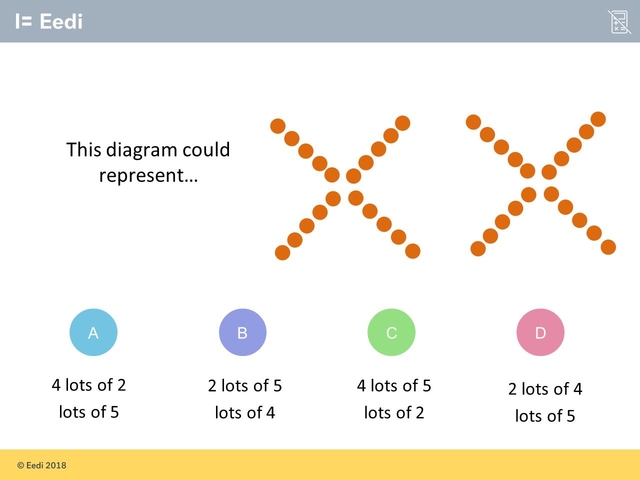 Eedi
This diagram could
represent...
A
B
C
D
4 lots of 2
lots of 5
2 lots of 5
lots of 4
4 lots of 5
lots of 2
2 lots of 4
lots of 5
© Eedi 2018